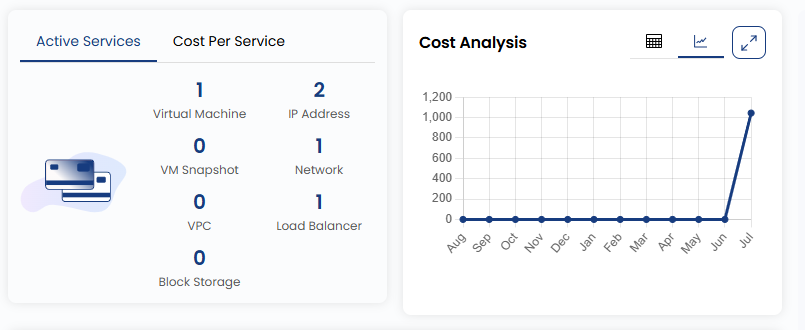 Active Services Cost Per Service
1 2
Virtual Machine IP Address
0 1
VM Snapshot Network
0 1
VPC Load Balancer
0
Block Storage
Cost Analysis
1,200
1,000
800
600
400
200
0
Aug Sep Oct Nov Dec Jan Feb Mar Apr May Jun Jul